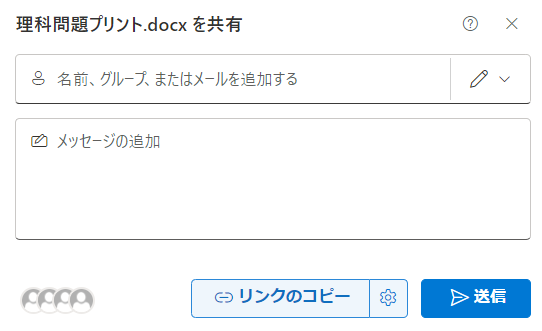 理科問題プリント.docx を共有
名前、グループ、またはメールを追加する
メッセージの追加
リンクのコピー
送信